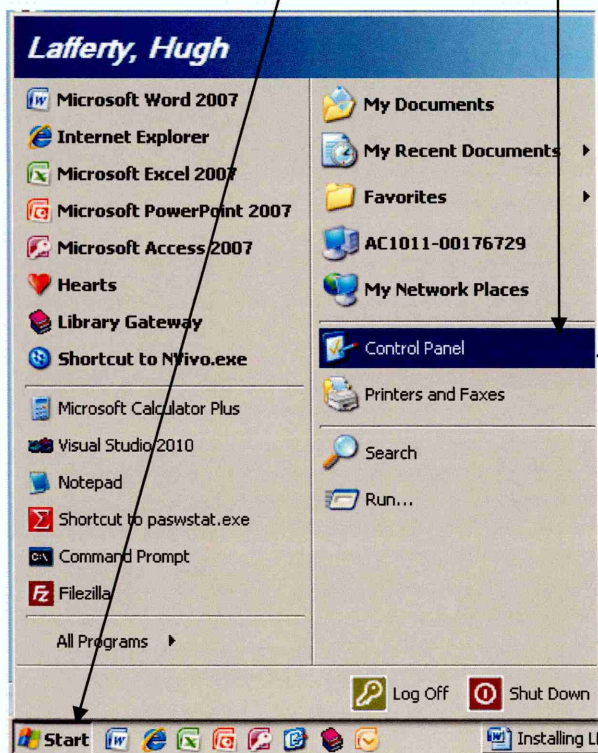 Lafferty, Hugh
Microsoft Word 2007
Internet Explorer
Microsoft Excel 2007
Microsoft PowerPoint 2007
Microsoft Access 2007
Hearts
Library Gateway
Shortcut to NVivo.exe
Microsoft Calculator Plus
Visual Studio 2010
Notepad
Shortcut to paswstat.exe
Command Prompt
Filezilla
All Programs
My Documents
My Recent Documents
Favorites
AC1011-00176729
My Network Places
Control Panel
Printers and Faxes
Search
Run...
Log Off
Shut Down
Start
Installing